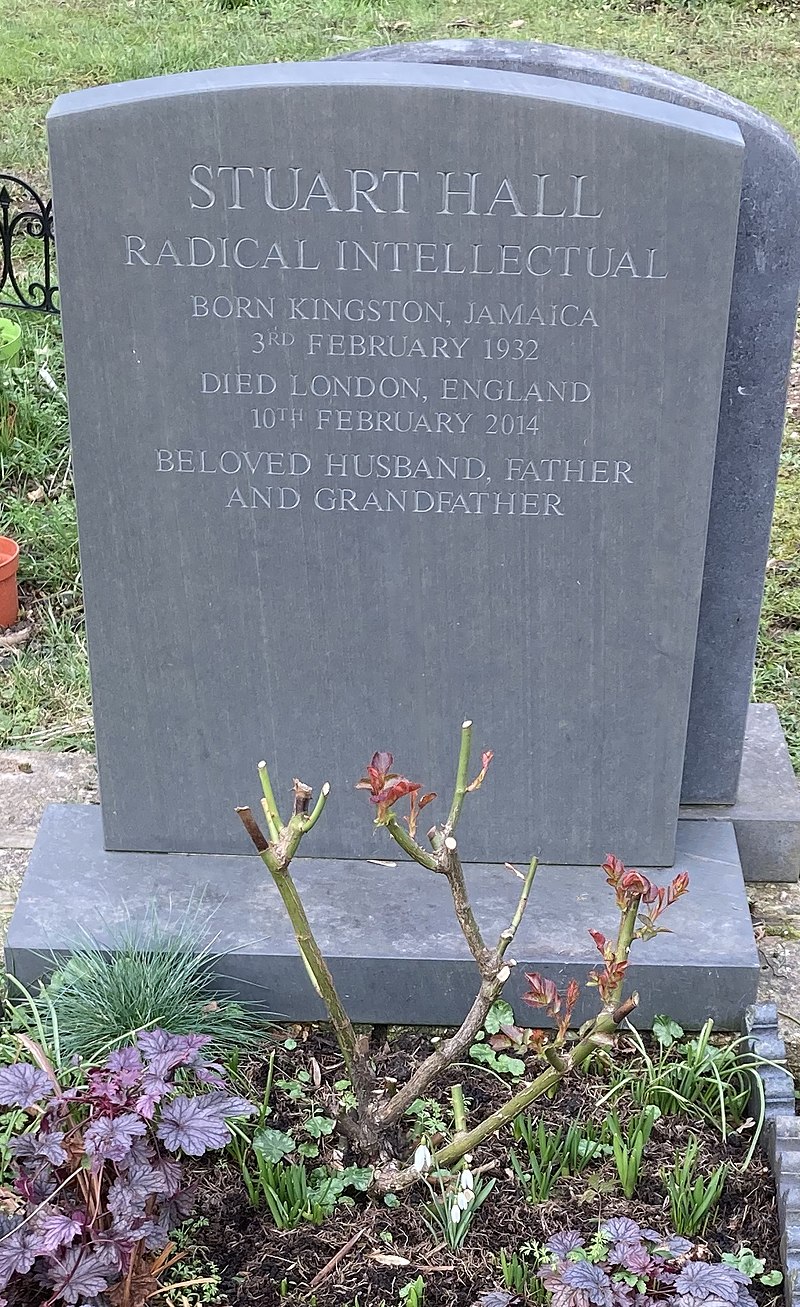 STUART HALL
RADICAL INTELLECTUAL
BORN KINGSTON, JAMAICA
3RD FEBRUARY 1932
DIED LONDON, ENGLAND
10TH FEBRUARY 2014
BELOVED HUSBAND, FATHER
AND GRANDFATHER